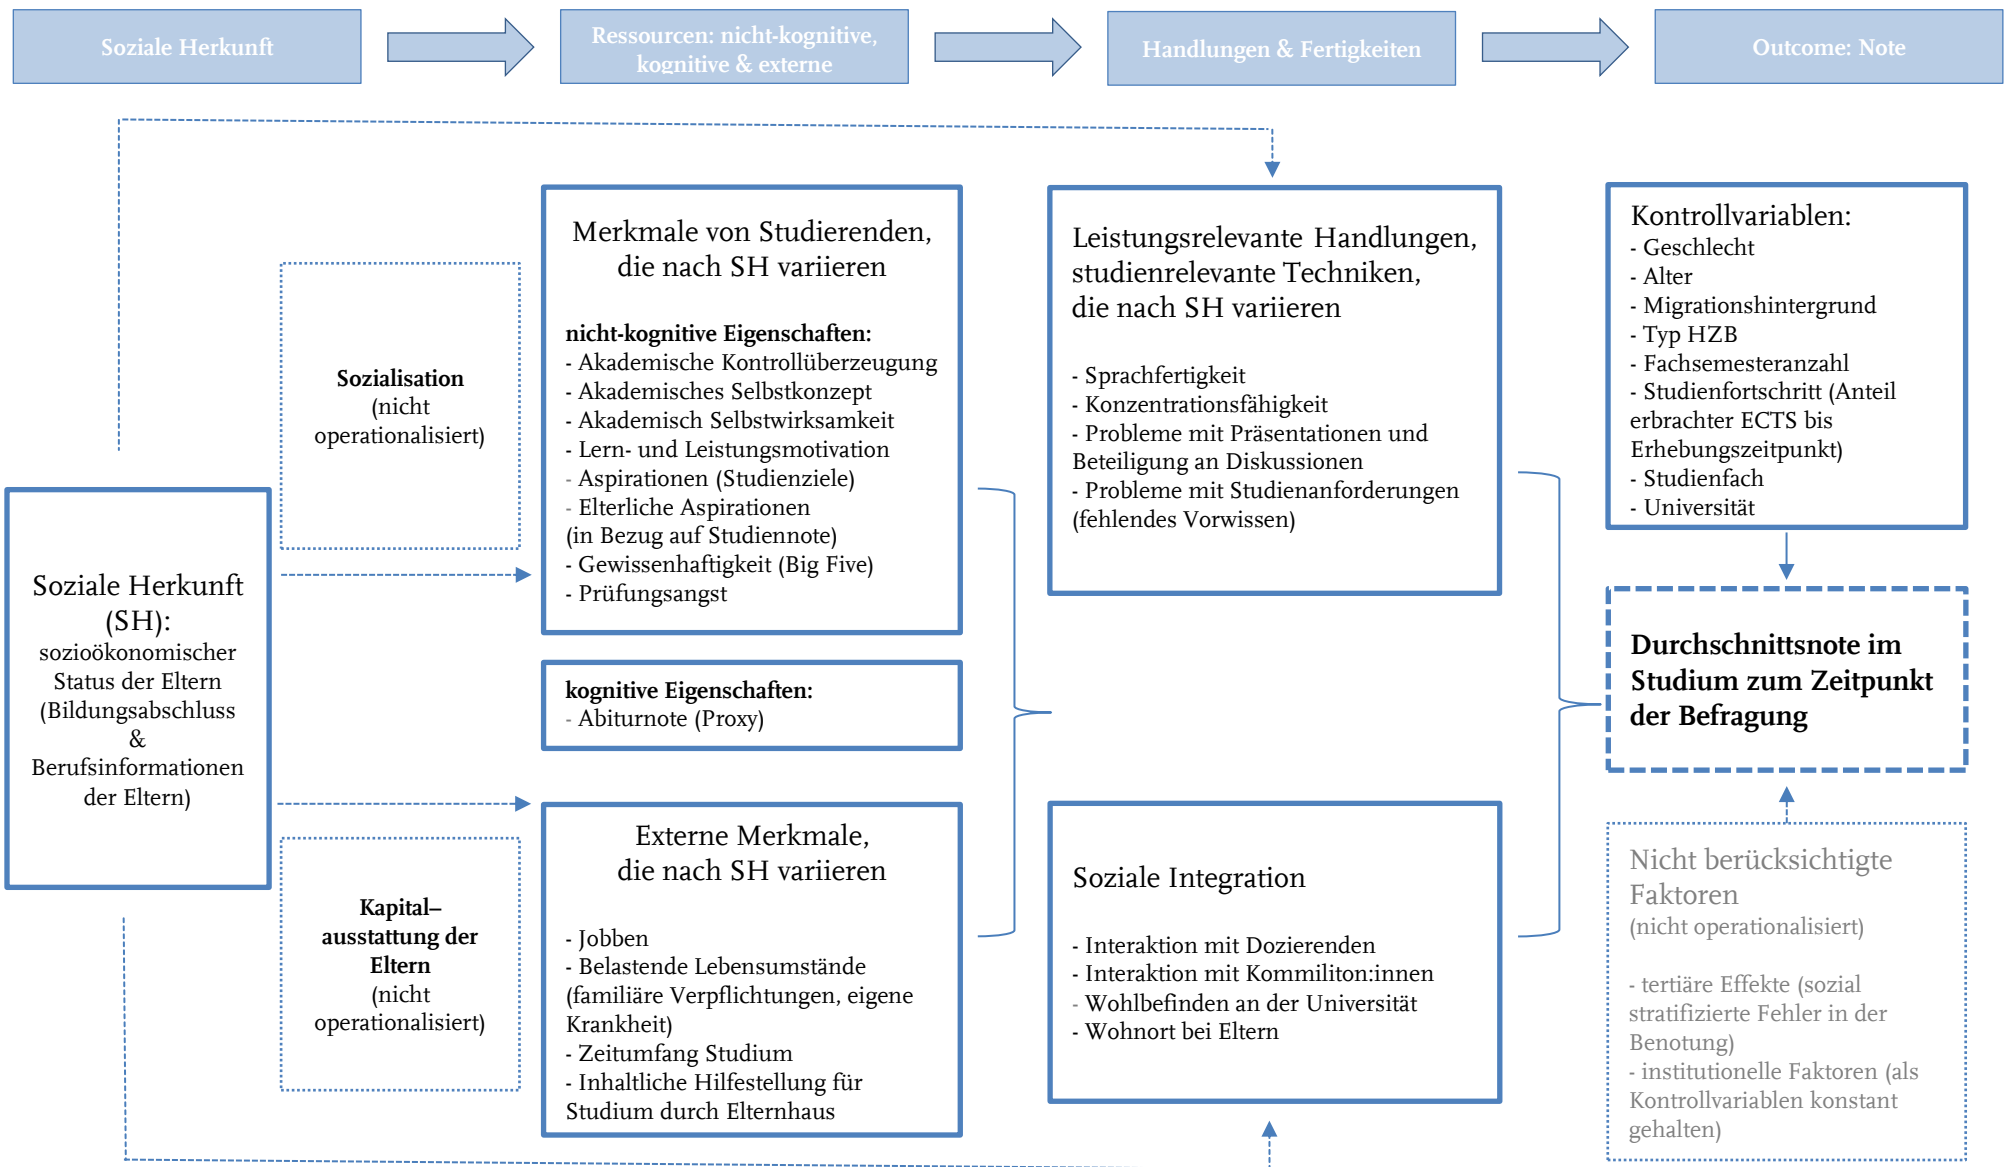 Soziale Herkunft
Ressourcen: nicht-kognitive,
kognitive & externe
Handlungen & Fertigkeiten
Outcome: Note
Soziale Herkunft
(SH):
sozioökonomischer
Status der Eltern
(Bildungsabschluss
&
Berufsinformationen
der Eltern)
Sozialisation
(nicht
operationalisiert)
Kapital–
ausstattung der
Eltern
(nicht
operationalisiert)
Merkmale von Studierenden,
die nach SH variieren
nicht-kognitive Eigenschaften:
- Akademische Kontrollüberzeugung
- Akademisches Selbstkonzept
- Akademisch Selbstwirksamkeit
- Lern- und Leistungsmotivation
- Aspirationen (Studienziele)
- Elterliche Aspirationen
(in Bezug auf Studiennote)
- Gewissenhaftigkeit (Big Five)
- Prüfungsangst
kognitive Eigenschaften:
- Abiturnote (Proxy)
Externe Merkmale,
die nach SH variieren
- Jobben
- Belastende Lebensumstände
(familiäre Verpflichtungen, eigene
Krankheit)
- Zeitumfang Studium
- Inhaltliche Hilfestellung für
Studium durch Elternhaus
Leistungsrelevante Handlungen,
studienrelevante Techniken,
die nach SH variieren
- Sprachfertigkeit
- Konzentrationsfähigkeit
- Probleme mit Präsentationen und
Beteiligung an Diskussionen
- Probleme mit Studienanforderungen
(fehlendes Vorwissen)
Soziale Integration
- Interaktion mit Dozierenden
- Interaktion mit Kommiliton:innen
- Wohlbefinden an der Universität
- Wohnort bei Eltern
Kontrollvariablen:
- Geschlecht
- Alter
- Migrationshintergrund
- Typ HZB
- Fachsemesteranzahl
- Studienfortschritt (Anteil
erbrachter ECTS bis
Erhebungszeitpunkt)
- Studienfach
- Universität
Durchschnittsnote im
Studium zum Zeitpunkt
der Befragung
Nicht berücksichtigte
Faktoren
(nicht operationalisiert)
- tertiäre Effekte (sozial
stratifizierte Fehler in der
Benotung)
- institutionelle Faktoren (als
Kontrollvariablen konstant
gehalten)